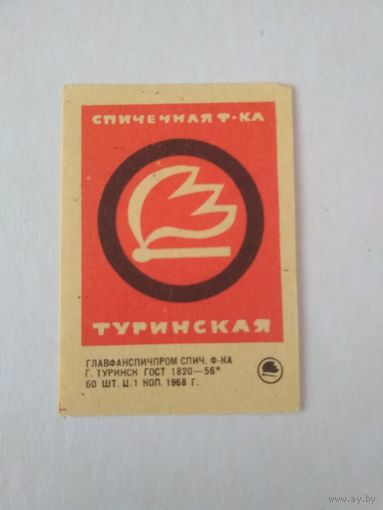 СПИЧЕЧНАЯ Ф-КА
ТУРИНСКАЯ
ГЛАВФАНСПИЧПРОМ СПИЧ. Ф-КА
Г. ТУРИНСК ГОСТ 1820—56*
60 ШТ. Ц. 1 КОП. 1968 Г.
www.ay.by